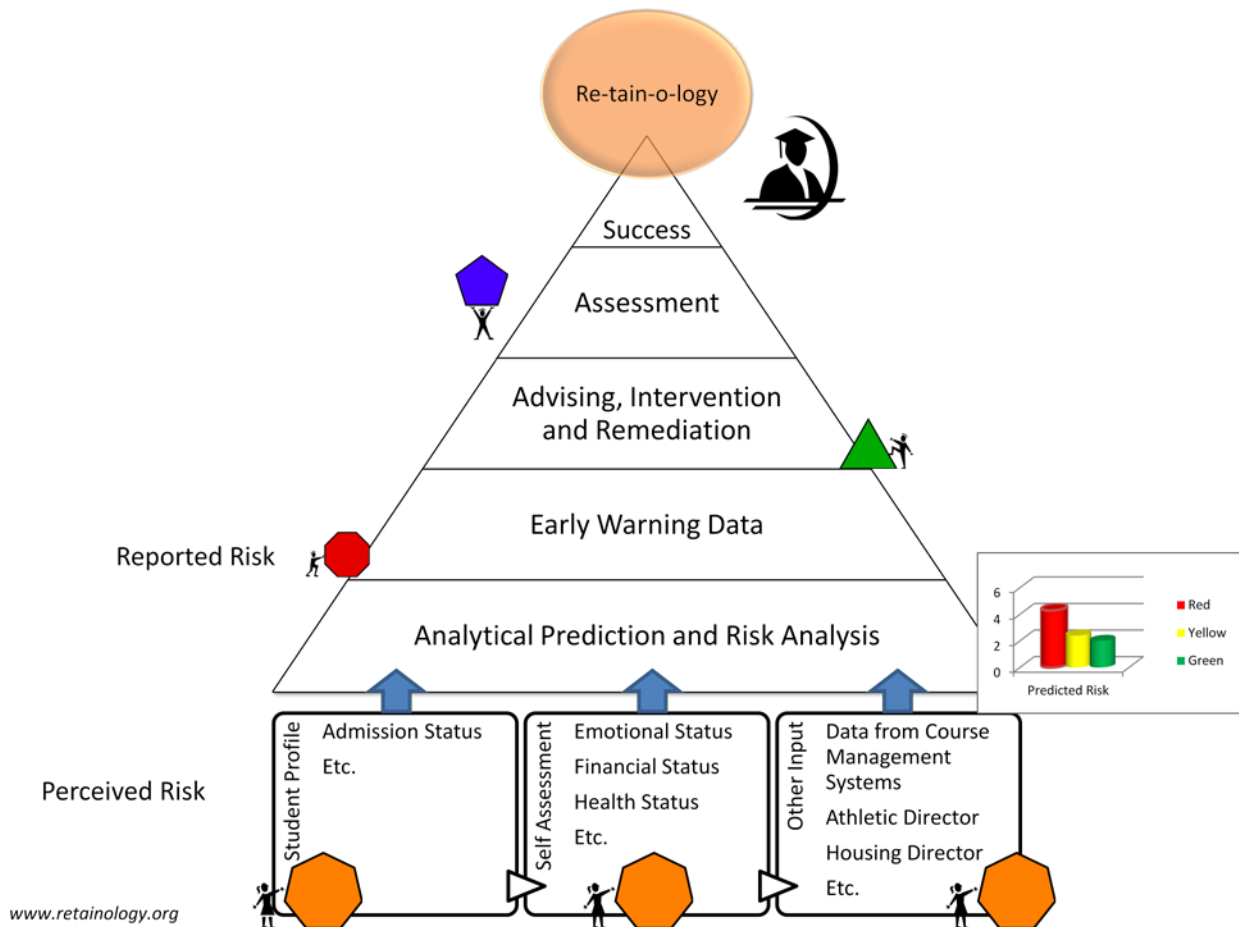 Re-tain-o-logy
Success
Assessment
Advising, Intervention
and Remediation
Early Warning Data
Reported Risk
Analytical Prediction and Risk Analysis
6
4
2
0
Red
Yellow
Green
Predicted Risk
Perceived Risk
Student Profile
Admission Status
Etc.
Self Assessment
Emotional Status
Financial Status
Health Status
Etc.
Other Input
Data from Course
Management
Systems
Athletic Director
Housing Director
Etc.
www.retainology.org